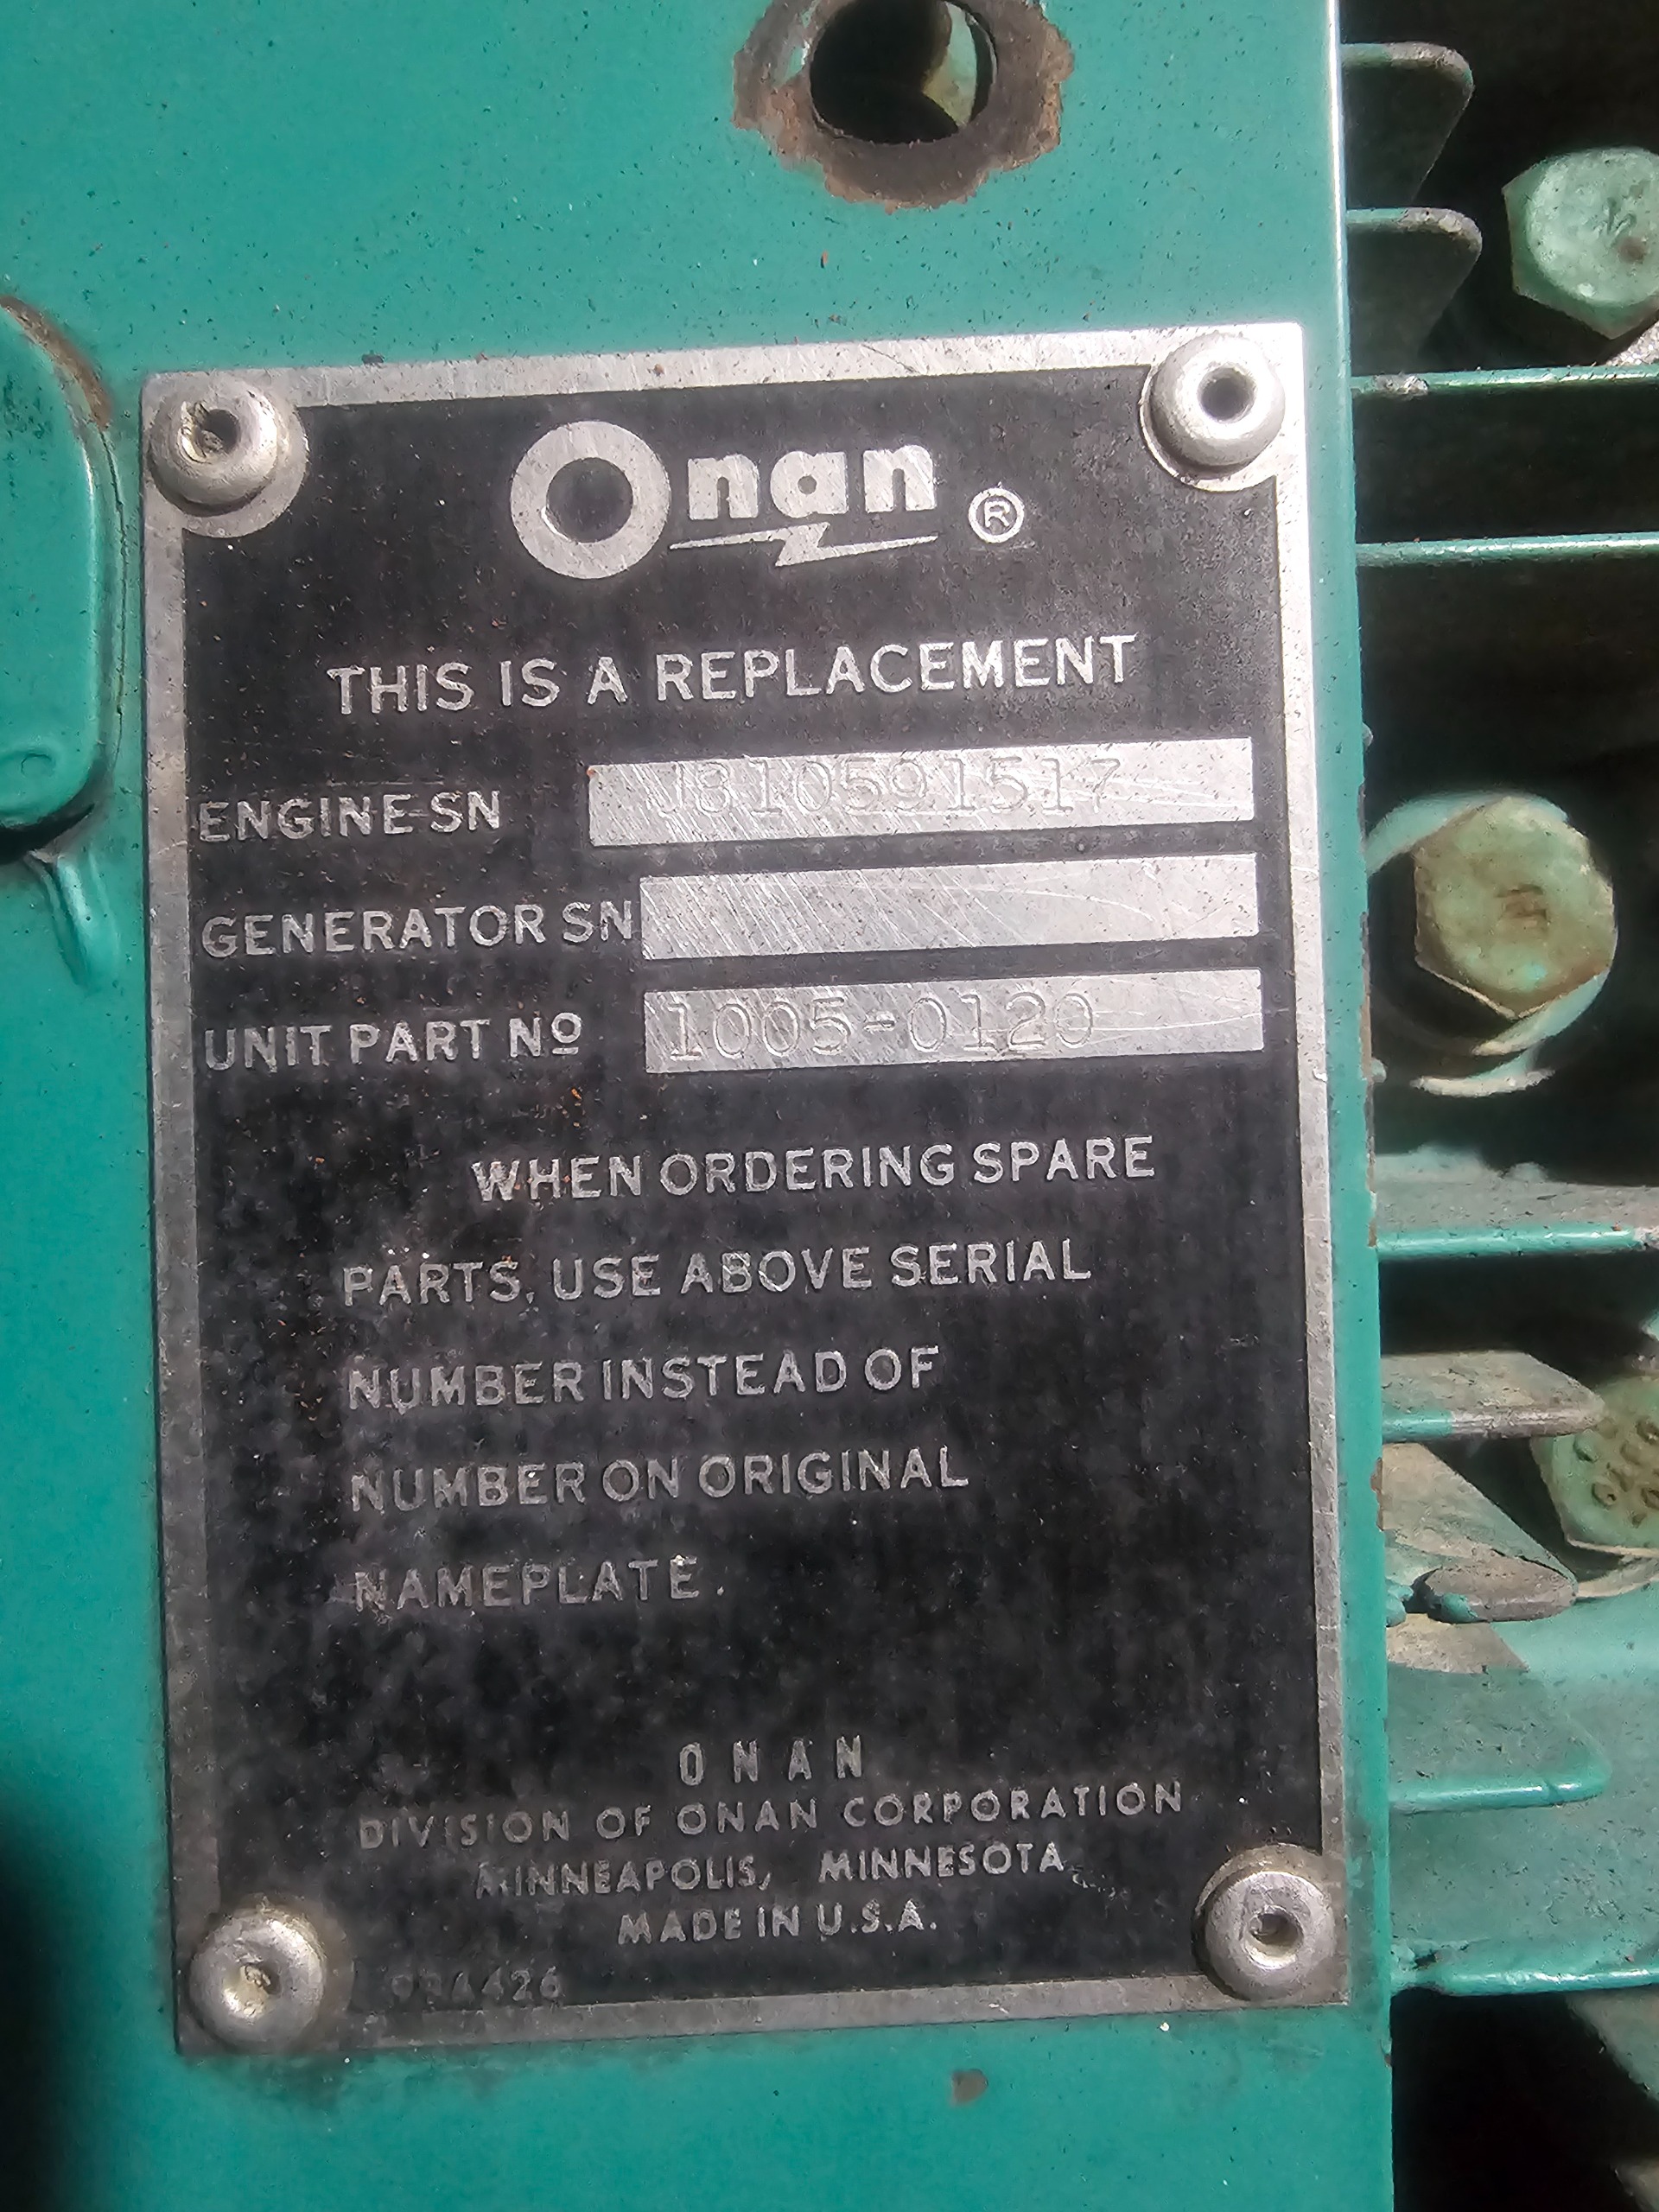 Onan ®
THIS IS A REPLACEMENT
ENGINE SN J810591517
GENERATOR SN
UNIT PART Nº 1005-0120
WHEN ORDERING SPARE
PARTS, USE ABOVE SERIAL
NUMBER INSTEAD OF
NUMBER ON ORIGINAL
NAMEPLATE.
ONAN
DIVISION OF ONAN CORPORATION
MINNEAPOLIS, MINNESOTA
MADE IN U.S.A.